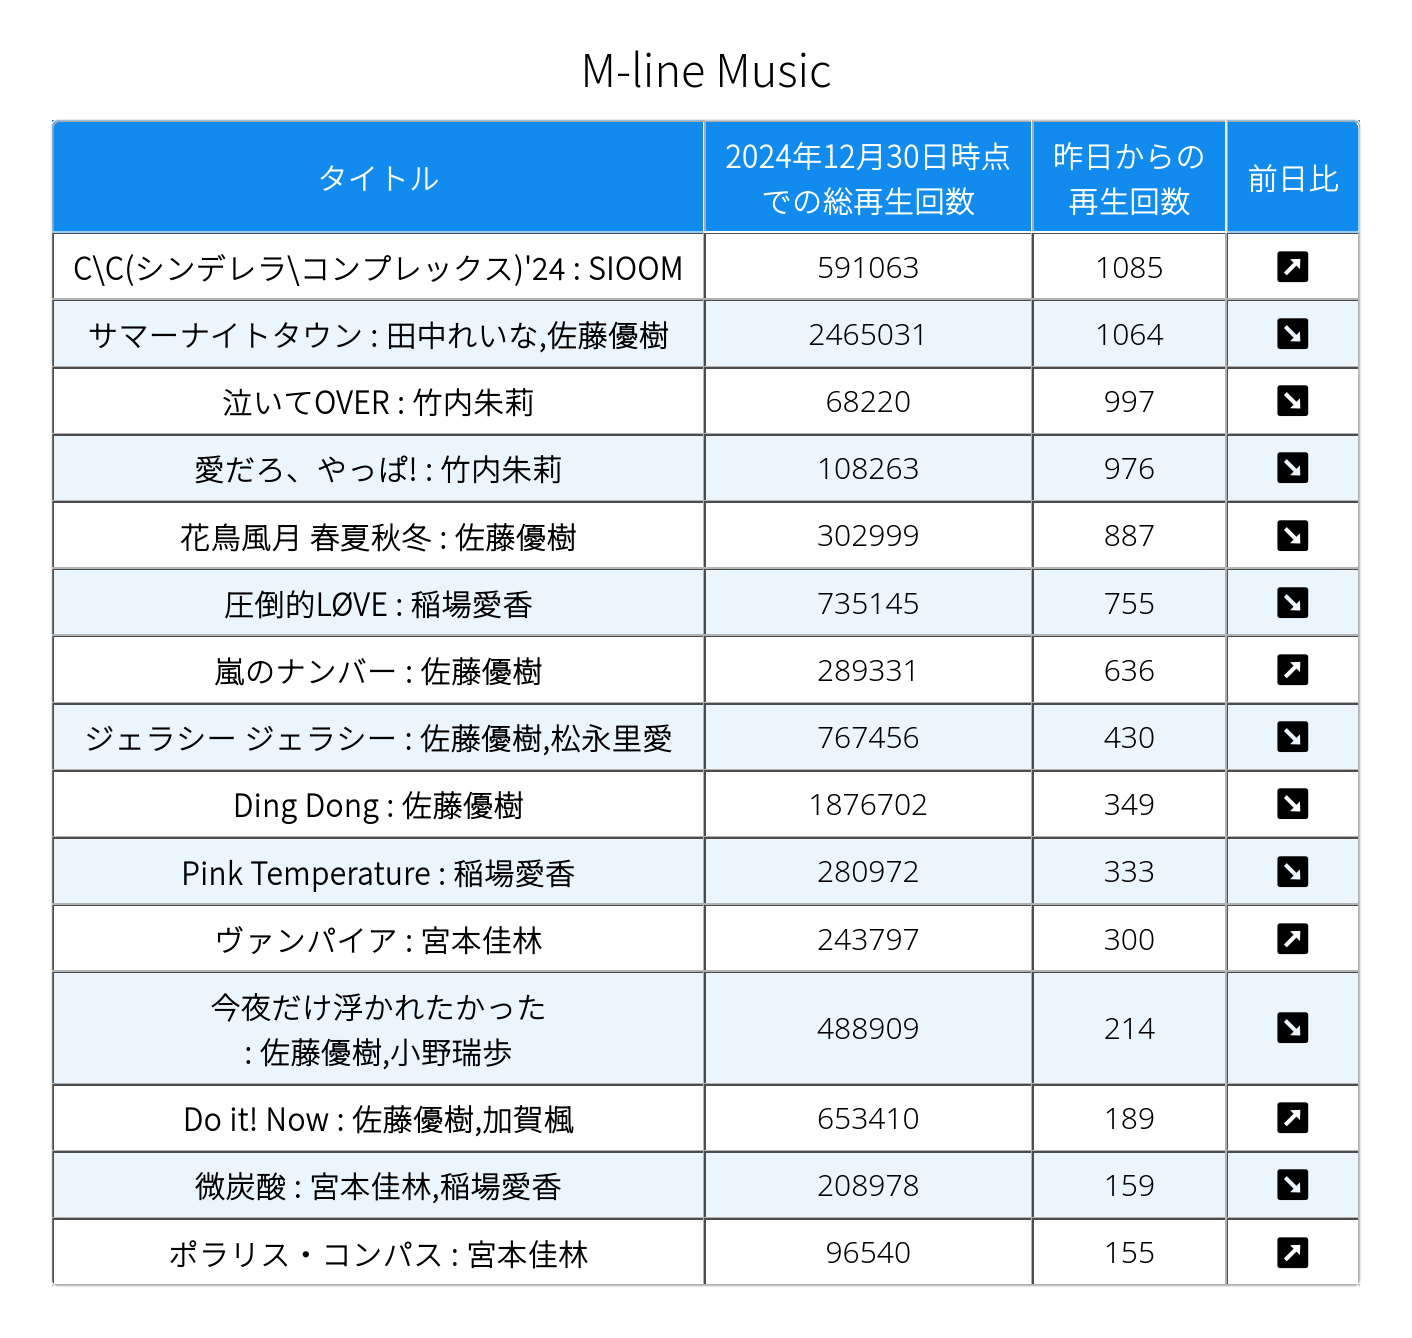 M-line Music
タイトル 2024年12月30日時点 昨日からの 前日比
での総再生回数 再生回数
C\C(シンデレラ\コンプレックス)'24 : SIOOM 591063 1085 ↗
サマーナイトタウン : 田中れいな,佐藤優樹 2465031 1064 ↘
泣いてOVER : 竹内朱莉 68220 997 ↘
愛だろ、やっぱ! : 竹内朱莉 108263 976 ↘
花鳥風月 春夏秋冬 : 佐藤優樹 302999 887 ↘
圧倒的LØVE : 稲場愛香 735145 755 ↘
嵐のナンバー : 佐藤優樹 289331 636 ↗
ジェラシー ジェラシー : 佐藤優樹,松永里愛 767456 430 ↘
Ding Dong : 佐藤優樹 1876702 349 ↘
Pink Temperature : 稲場愛香 280972 333 ↘
ヴァンパイア : 宮本佳林 243797 300 ↗
今夜だけ浮かれたかった
: 佐藤優樹,小野瑞歩 488909 214 ↘
Do it! Now : 佐藤優樹,加賀楓 653410 189 ↗
微炭酸 : 宮本佳林,稲場愛香 208978 159 ↘
ポラリス・コンパス : 宮本佳林 96540 155 ↗